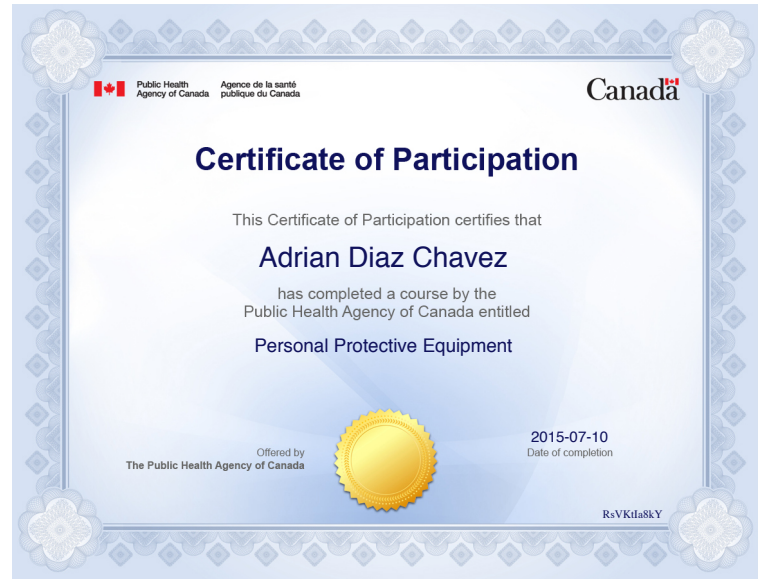 Public Health
Agency of Canada
Agence de la santé
publique du Canada
Canada
Certificate of Participation
This Certificate of Participation certifies that
Adrian Diaz Chavez
has completed a course by the
Public Health Agency of Canada entitled
Personal Protective Equipment
Offered by
The Public Health Agency of Canada
2015-07-10
Date of completion
RsVKtIa8kY